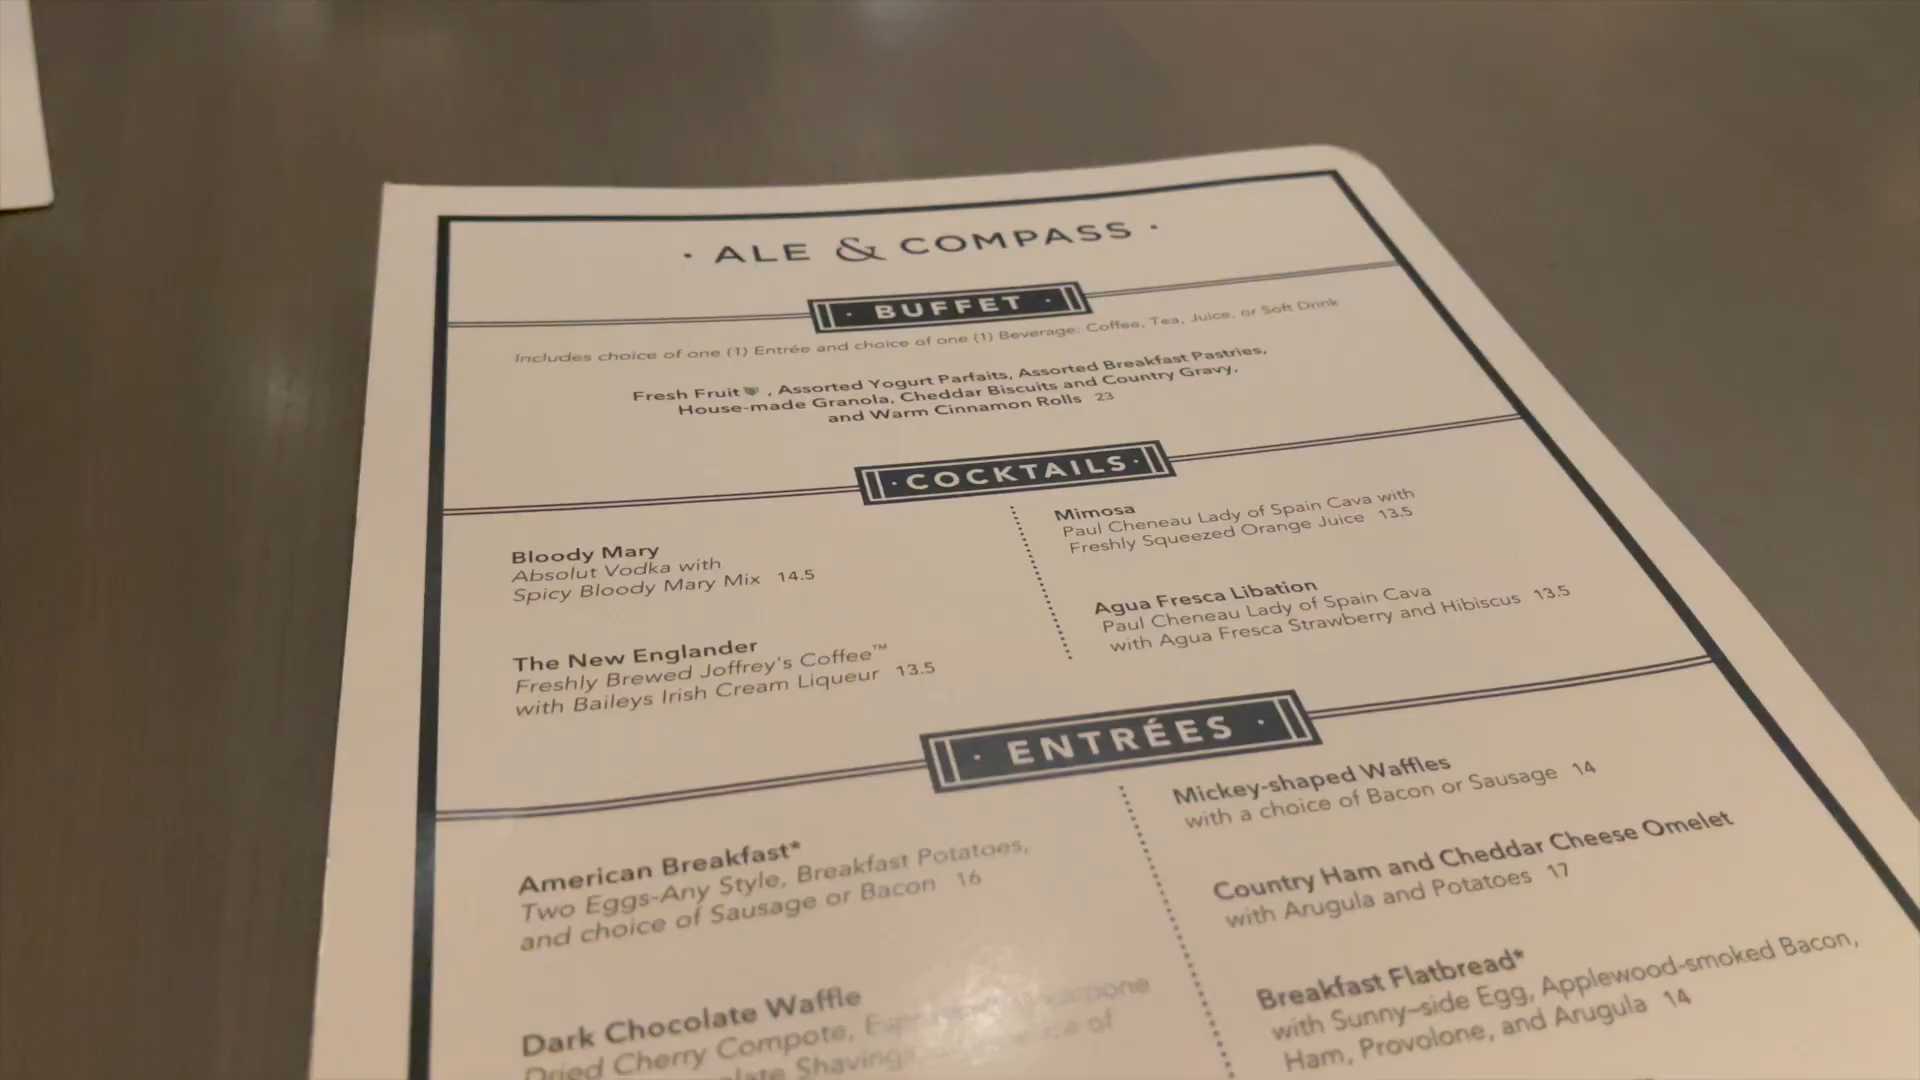 · ALE & COMPASS ·
· BUFFET ·
Includes choice of one (1) Entrée and choice of one (1) Beverage: Coffee, Tea, Juice, or Soft Drink
Fresh Fruit , Assorted Yogurt Parfaits, Assorted Breakfast Pastries,
House-made Granola, Cheddar Biscuits and Country Gravy,
and Warm Cinnamon Rolls 23
· COCKTAILS ·
Bloody Mary
Absolut Vodka with
Spicy Bloody Mary Mix 14.5
The New Englander
Freshly Brewed Joffrey's Coffee™
with Baileys Irish Cream Liqueur 13.5
Mimosa
Paul Cheneau Lady of Spain Cava with
Freshly Squeezed Orange Juice 13.5
Agua Fresca Libation
Paul Cheneau Lady of Spain Cava
with Agua Fresca Strawberry and Hibiscus 13.5
· ENTRÉES ·
American Breakfast*
Two Eggs-Any Style, Breakfast Potatoes,
and choice of Sausage or Bacon 16
Dark Chocolate Waffle
Dried Cherry Compote,
Shavings of
Mickey-shaped Waffles
with a choice of Bacon or Sausage 14
Country Ham and Cheddar Cheese Omelet
with Arugula and Potatoes 17
Breakfast Flatbread*
with Sunny–side Egg, Applewood-smoked Bacon,
Ham, Provolone, and Arugula 14